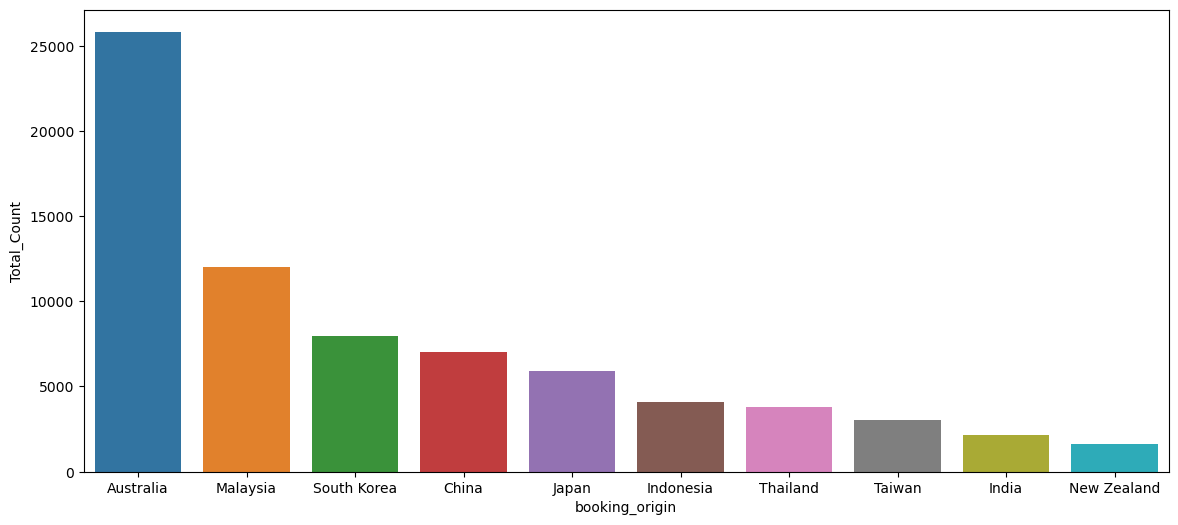 25000
20000
15000
10000
5000
0
Total_Count
Australia Malaysia South Korea China Japan Indonesia Thailand Taiwan India New Zealand
booking_origin